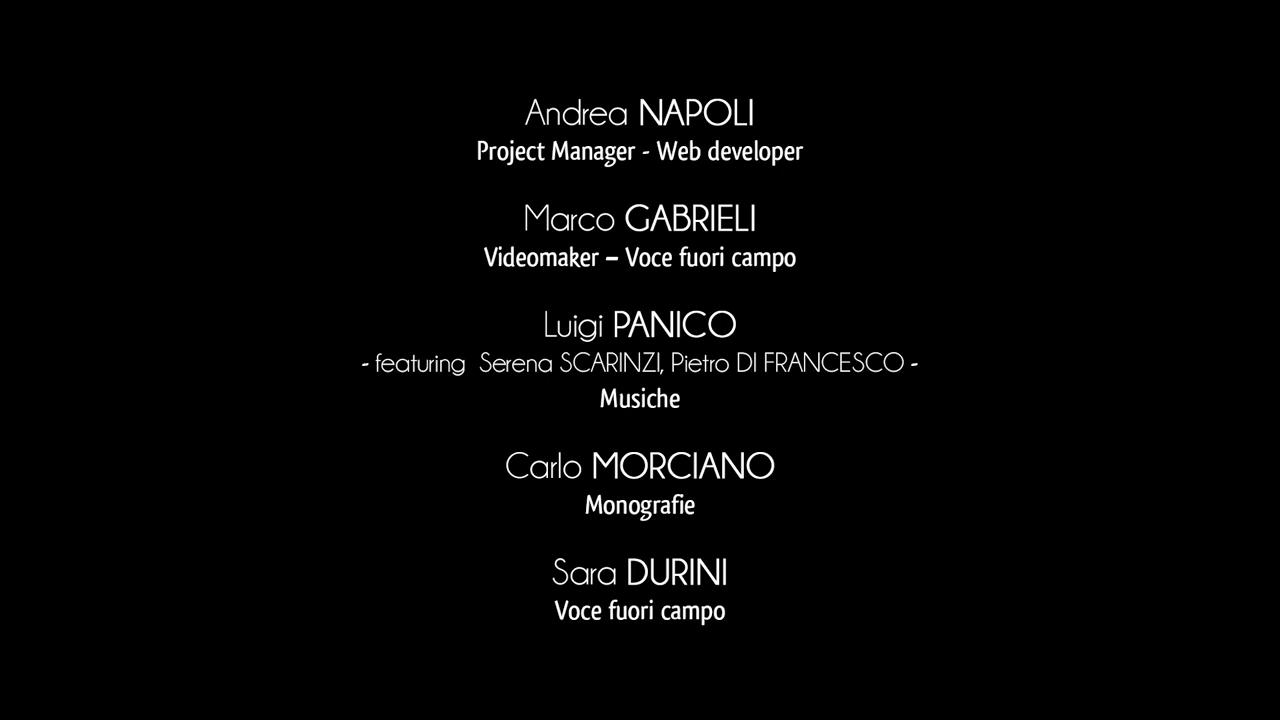 Andrea NAPOLI
Project Manager - Web developer
Marco GABRIELI
Videomaker – Voce fuori campo
Luigi PANICO
- featuring  Serena SCARINZI, Pietro DI FRANCESCO -
Musiche
Carlo MORCIANO
Monografie
Sara DURINI
Voce fuori campo